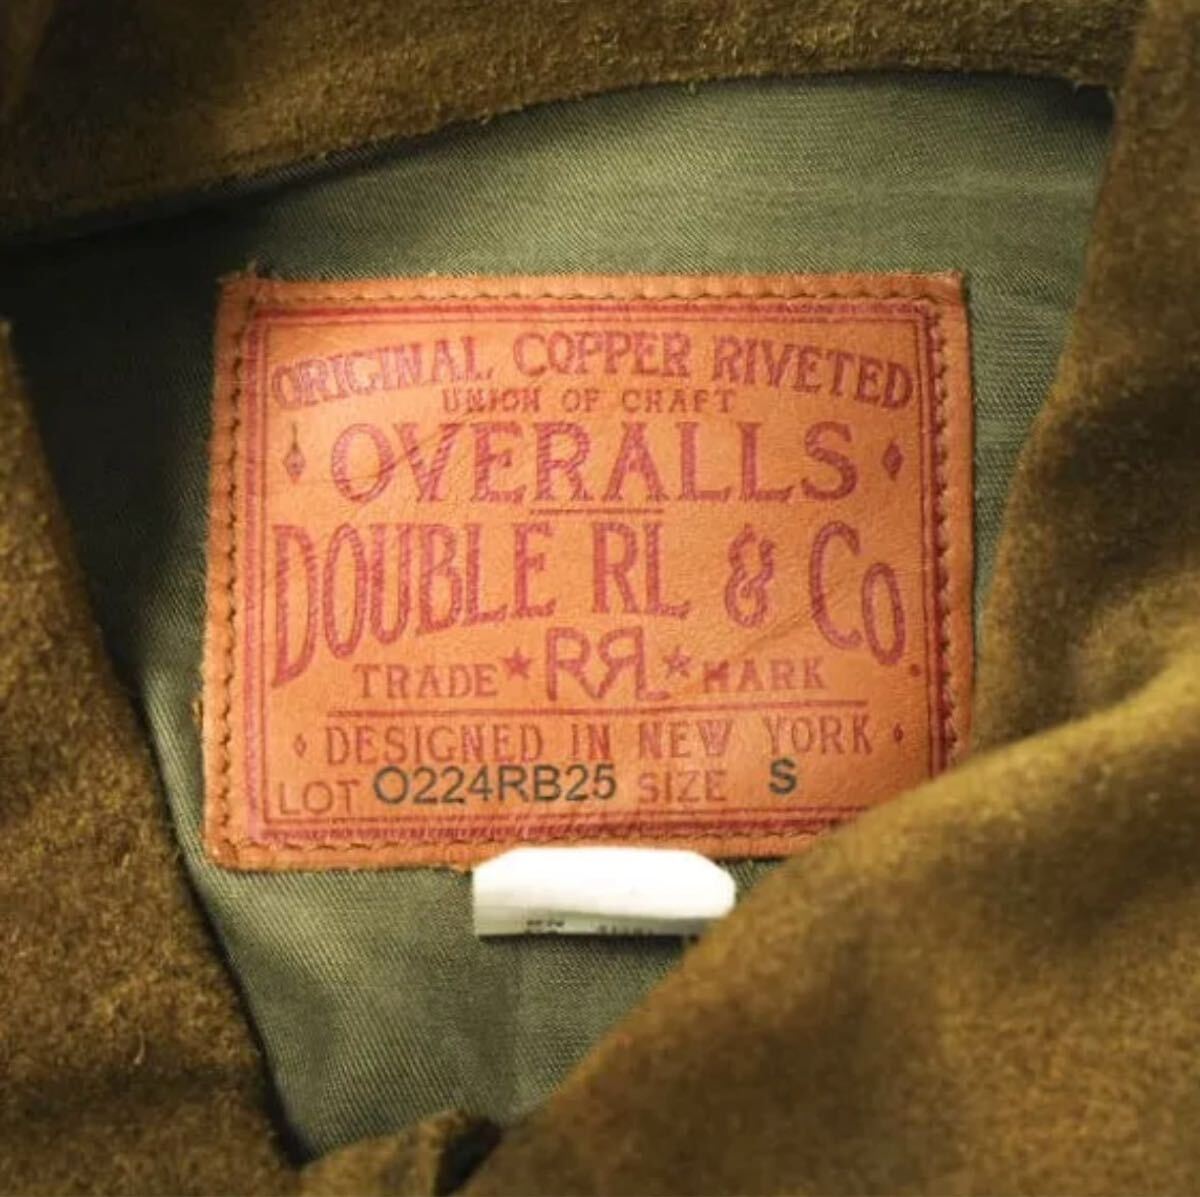 ORIGINAL COPPER RIVETED
UNION OF CRAFT
OVERALLS
DOUBLE RL & CO.
TRADE ★ RRL ★ MARK
DESIGNED IN NEW YORK
LOT O224RB25 SIZE S